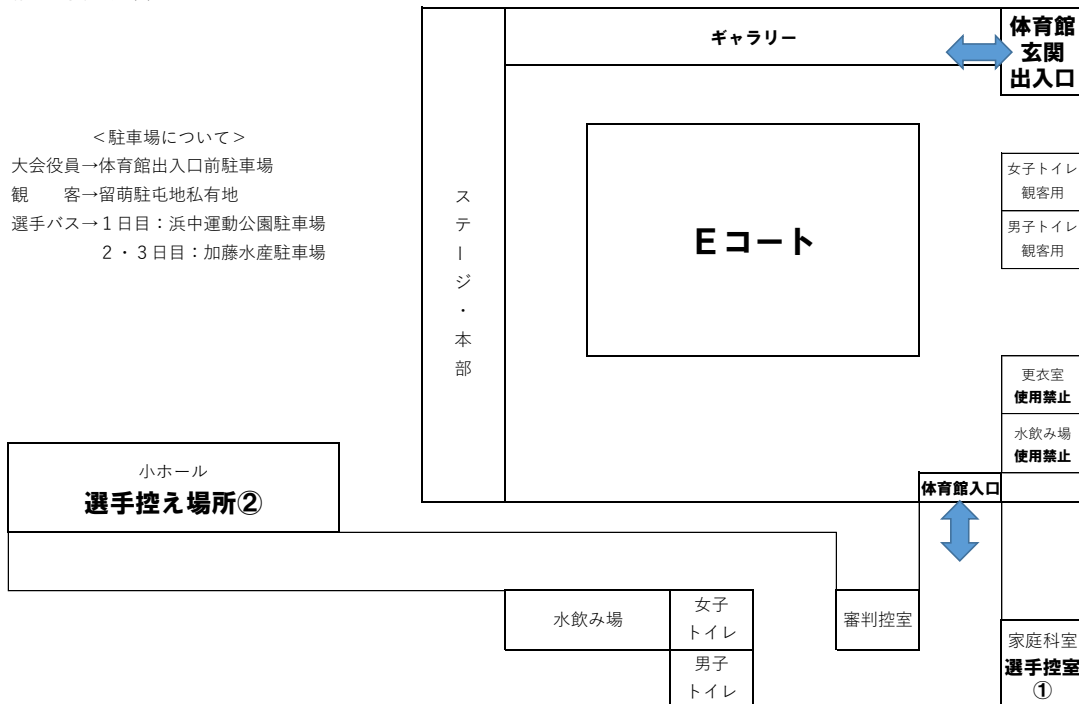 ギャラリー
体育館
玄関
出入口
＜駐車場について＞
大会役員→体育館出入口前駐車場
観　　客→留萌駐屯地私有地
選手バス→１日目：浜中運動公園駐車場
２・３日目：加藤水産駐車場
ステージ・本部
Ｅコート
女子トイレ
観客用
男子トイレ
観客用
更衣室
使用禁止
水飲み場
使用禁止
体育館入口
小ホール
選手控え場所②
水飲み場
女子
トイレ
男子
トイレ
審判控室
家庭科室
選手控室
①